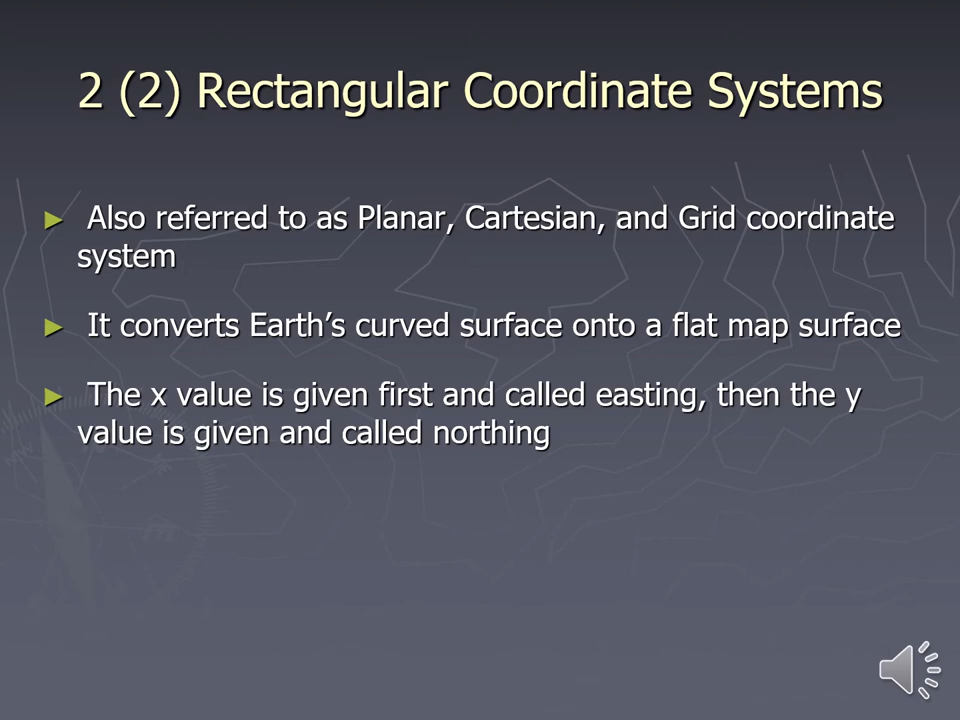 2 (2) Rectangular Coordinate Systems
► Also referred to as Planar, Cartesian, and Grid coordinate
system
► It converts Earth’s curved surface onto a flat map surface
► The x value is given first and called easting, then the y
value is given and called northing